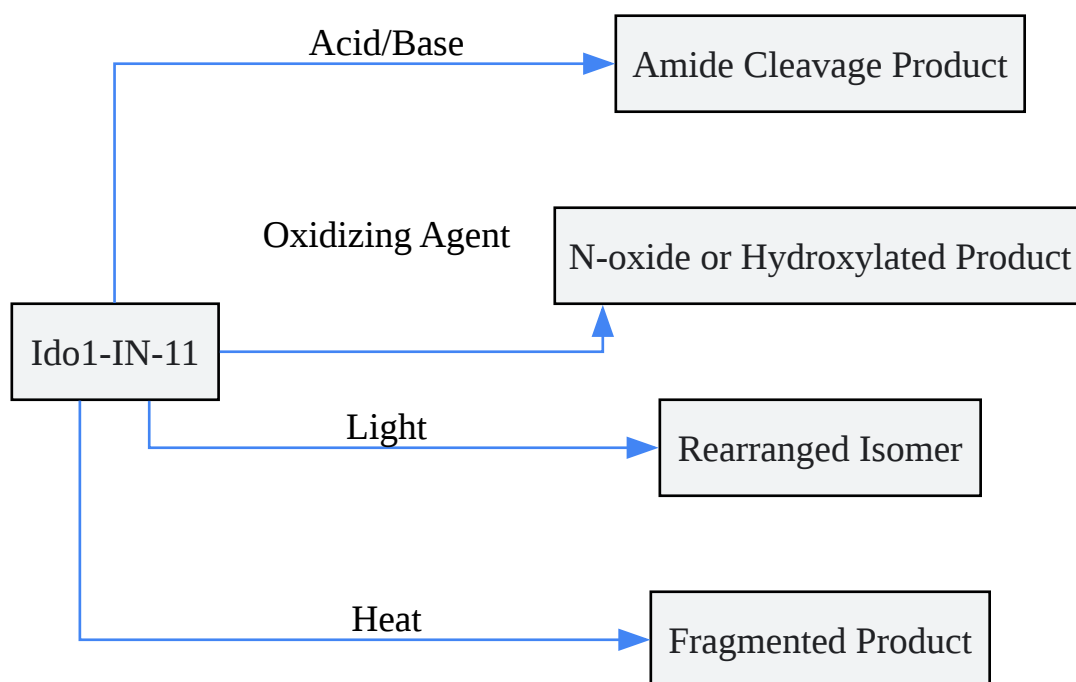 Acid/Base
Amide Cleavage Product
Oxidizing Agent
N-oxide or Hydroxylated Product
Ido1-IN-11
Light
Rearranged Isomer
Heat
Fragmented Product